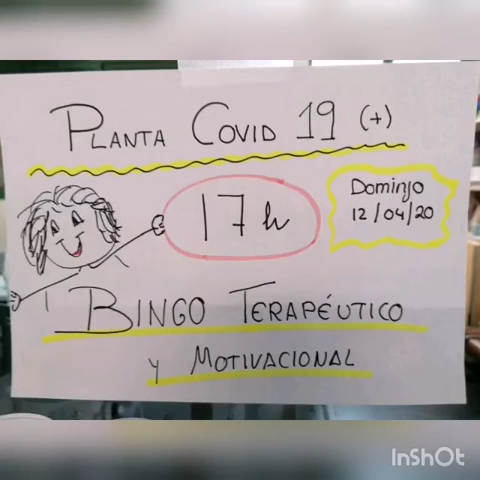 PLANTA COVID 19 (+)
Domingo
12/04/20
17 h
BINGO TERAPÉUTICO
Y MOTIVACIONAL
InShOt